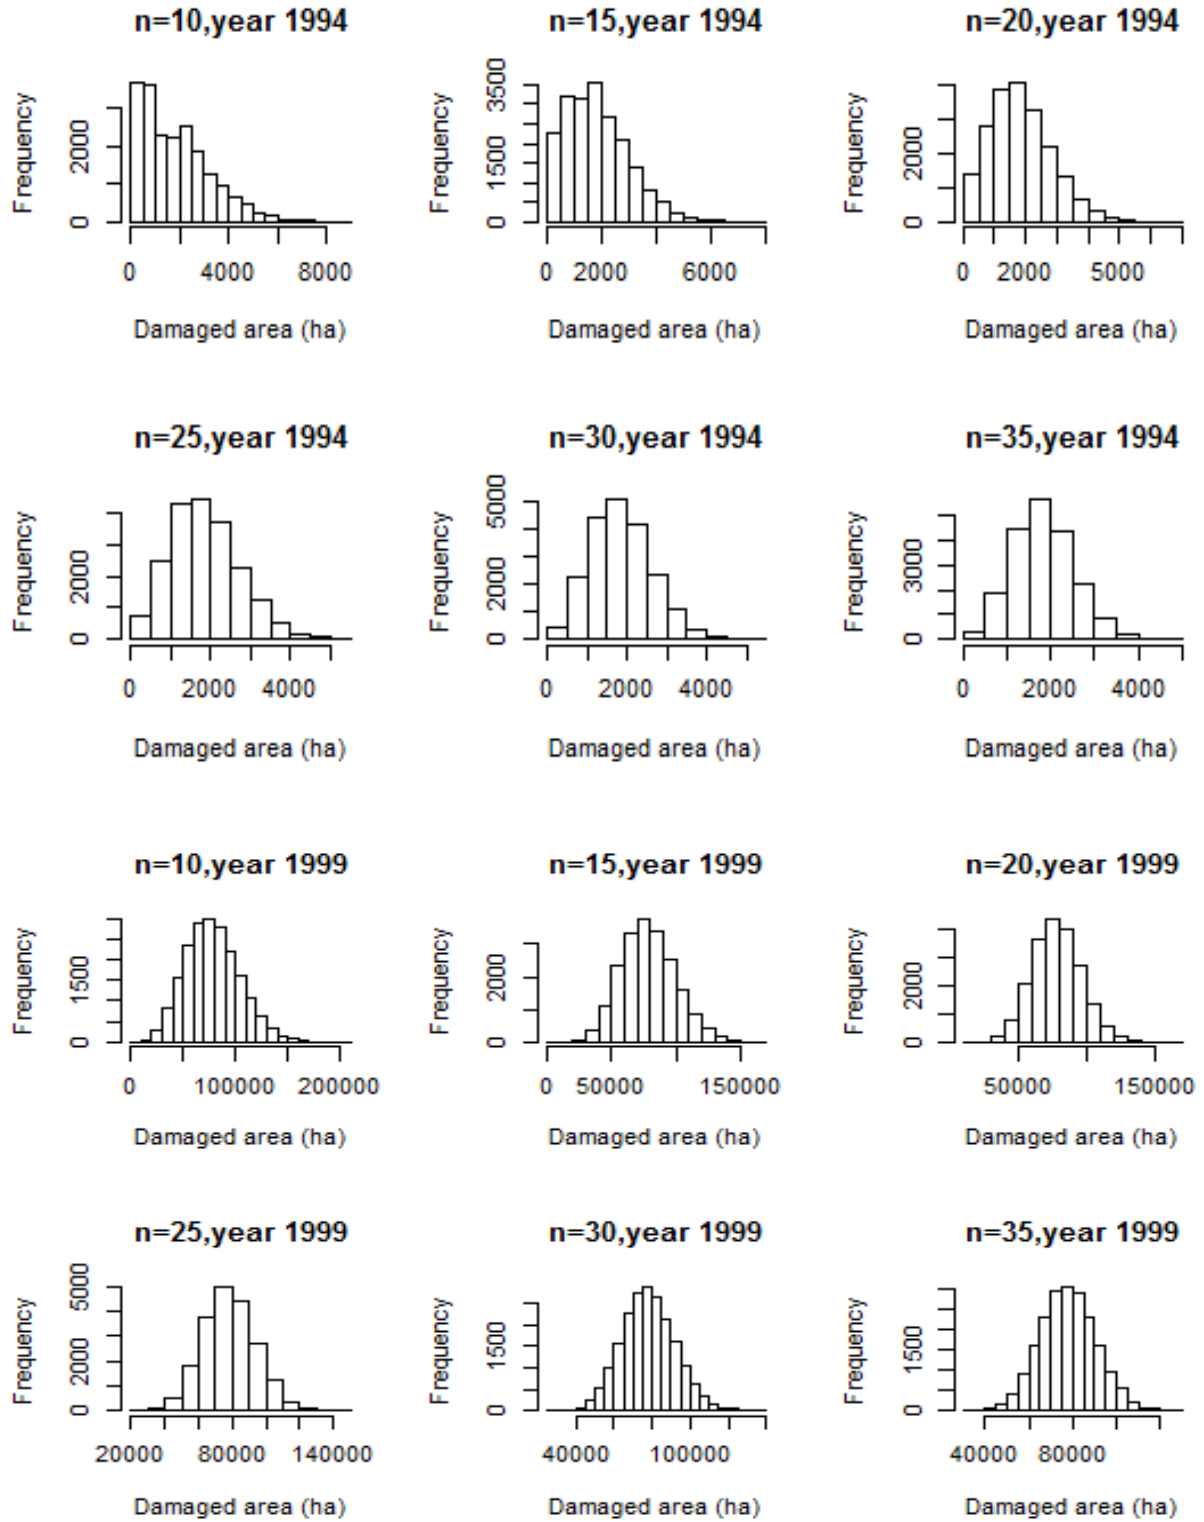 n=10,year 1994 n=15,year 1994 n=20,year 1994
Frequency 0 2000 Frequency 0 1500 3500 Frequency 0 2000
0 4000 8000 0 2000 6000 0 2000 5000
Damaged area (ha) Damaged area (ha) Damaged area (ha)
n=25,year 1994 n=30,year 1994 n=35,year 1994
Frequency 0 2000 Frequency 0 2000 5000 Frequency 0 3000
0 2000 4000 0 2000 4000 0 2000 4000
Damaged area (ha) Damaged area (ha) Damaged area (ha)
n=10,year 1999 n=15,year 1999 n=20,year 1999
Frequency 0 1500 Frequency 0 2000 Frequency 0 2000
0 100000 200000 0 50000 150000 50000 150000
Damaged area (ha) Damaged area (ha) Damaged area (ha)
n=25,year 1999 n=30,year 1999 n=35,year 1999
Frequency 0 2000 5000 Frequency 0 1500 Frequency 0 1500
20000 80000 140000 40000 100000 40000 80000
Damaged area (ha) Damaged area (ha) Damaged area (ha)